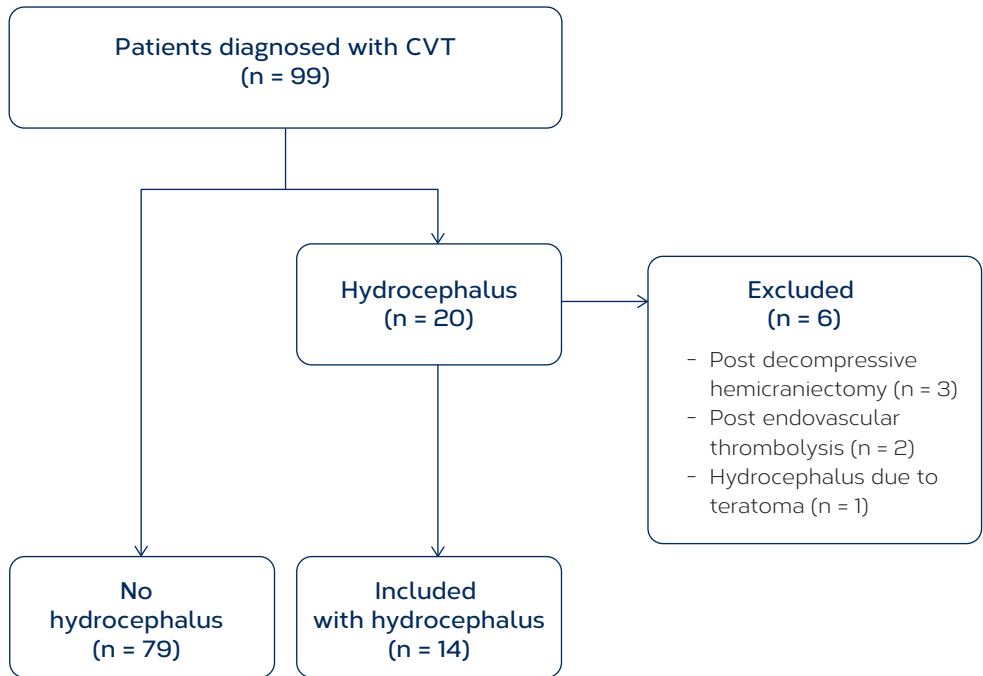 Patients diagnosed with CVT
(n = 99)
Hydrocephalus
(n = 20)
Excluded
(n = 6)
- Post decompressive
hemicraniectomy (n = 3)
- Post endovascular
thrombolysis (n = 2)
- Hydrocephalus due to
teratoma (n = 1)
No
hydrocephalus
(n = 79)
Included
with hydrocephalus
(n = 14)